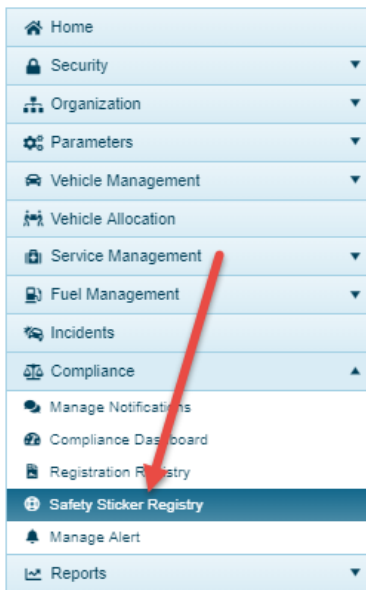 Home
Security
Organization
Parameters
Vehicle Management
Vehicle Allocation
Service Management
Fuel Management
Incidents
Compliance
Manage Notifications
Compliance Dashboard
Registration Registry
Safety Sticker Registry
Manage Alert
Reports